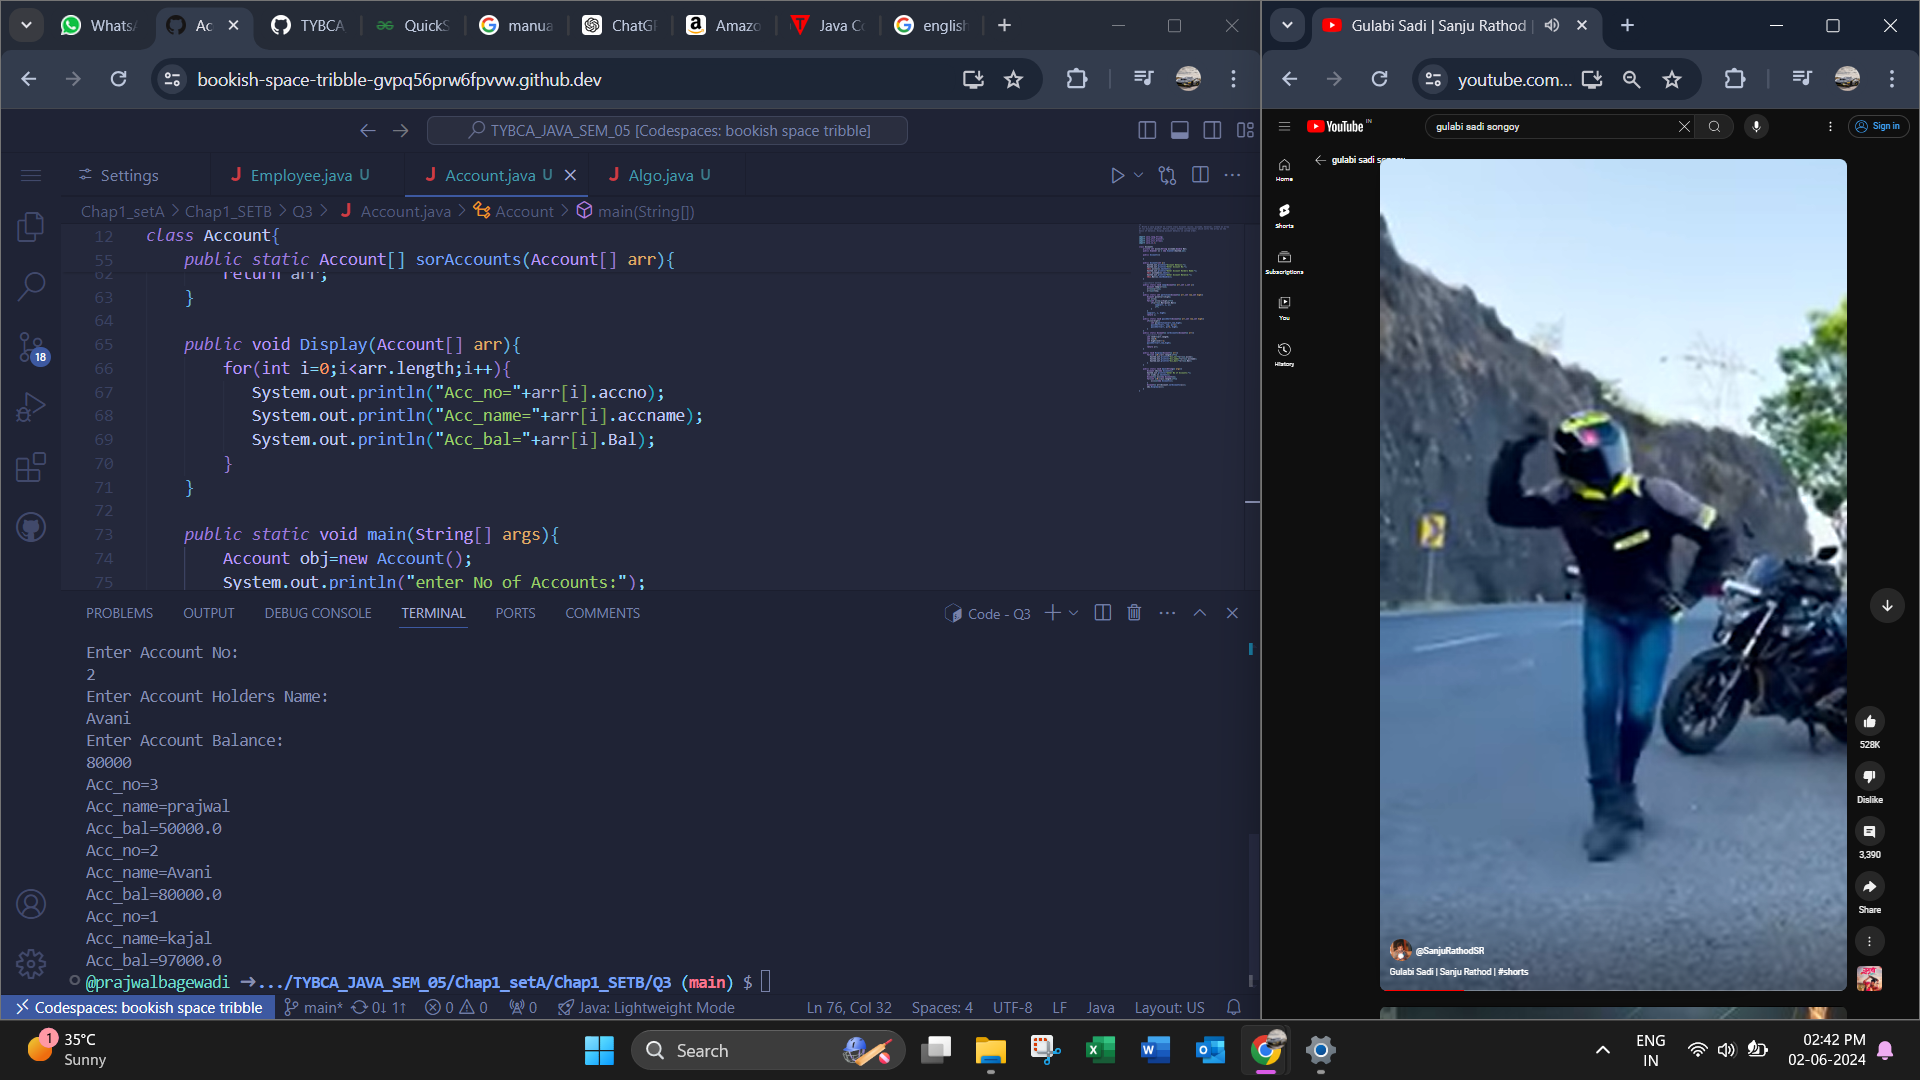 WhatsA
Ac
TYBCA
QuickS
manua
ChatG
Amazo
Java Co
english
bookish-space-tribble-gvpq56prw6fpvvw.github.dev
TYBCA_JAVA_SEM_05 [Codespaces: bookish space tribble]
Settings
Employee.java U
Account.java U
Algo.java U
Chap1_setA > Chap1_SETB > Q3 > Account.java > Account > main(String[])
12 class Account{
55 public static Account[] sorAccounts(Account[] arr){
62 return arr;
63 }
64
65 public void Display(Account[] arr){
66 for(int i=0;i<arr.length;i++){
67 System.out.println("Acc_no="+arr[i].accno);
68 System.out.println("Acc_name="+arr[i].accname);
69 System.out.println("Acc_bal="+arr[i].Bal);
70 }
71 }
72
73 public static void main(String[] args){
74 Account obj=new Account();
75 System.out.println("enter No of Accounts:");
18
PROBLEMS OUTPUT DEBUG CONSOLE TERMINAL PORTS COMMENTS
Code - Q3
Enter Account No:
2
Enter Account Holders Name:
Avani
Enter Account Balance:
80000
Acc_no=3
Acc_name=prajwal
Acc_bal=50000.0
Acc_no=2
Acc_name=Avani
Acc_bal=80000.0
Acc_no=1
Acc_name=kajal
Acc_bal=97000.0
@prajwalbagewadi →.../TYBCA_JAVA_SEM_05/Chap1_setA/Chap1_SETB/Q3 (main) $
Codespaces: bookish space tribble main* 0↓ 1↑ 0 0 0 Java: Lightweight Mode Ln 76, Col 32 Spaces: 4 UTF-8 LF Java Layout: US
Gulabi Sadi | Sanju Rathod |
youtube.com...
YouTube IN
gulabi sadi songoy
Sign in
Home
Shorts
Subscriptions
You
History
gulabi sadi songoy
528K
Dislike
3,390
Share
@SanjuRathodSR
Gulabi Sadi | Sanju Rathod | #shorts
1
35°C
Sunny
Search
ENG
IN
02:42 PM
02-06-2024